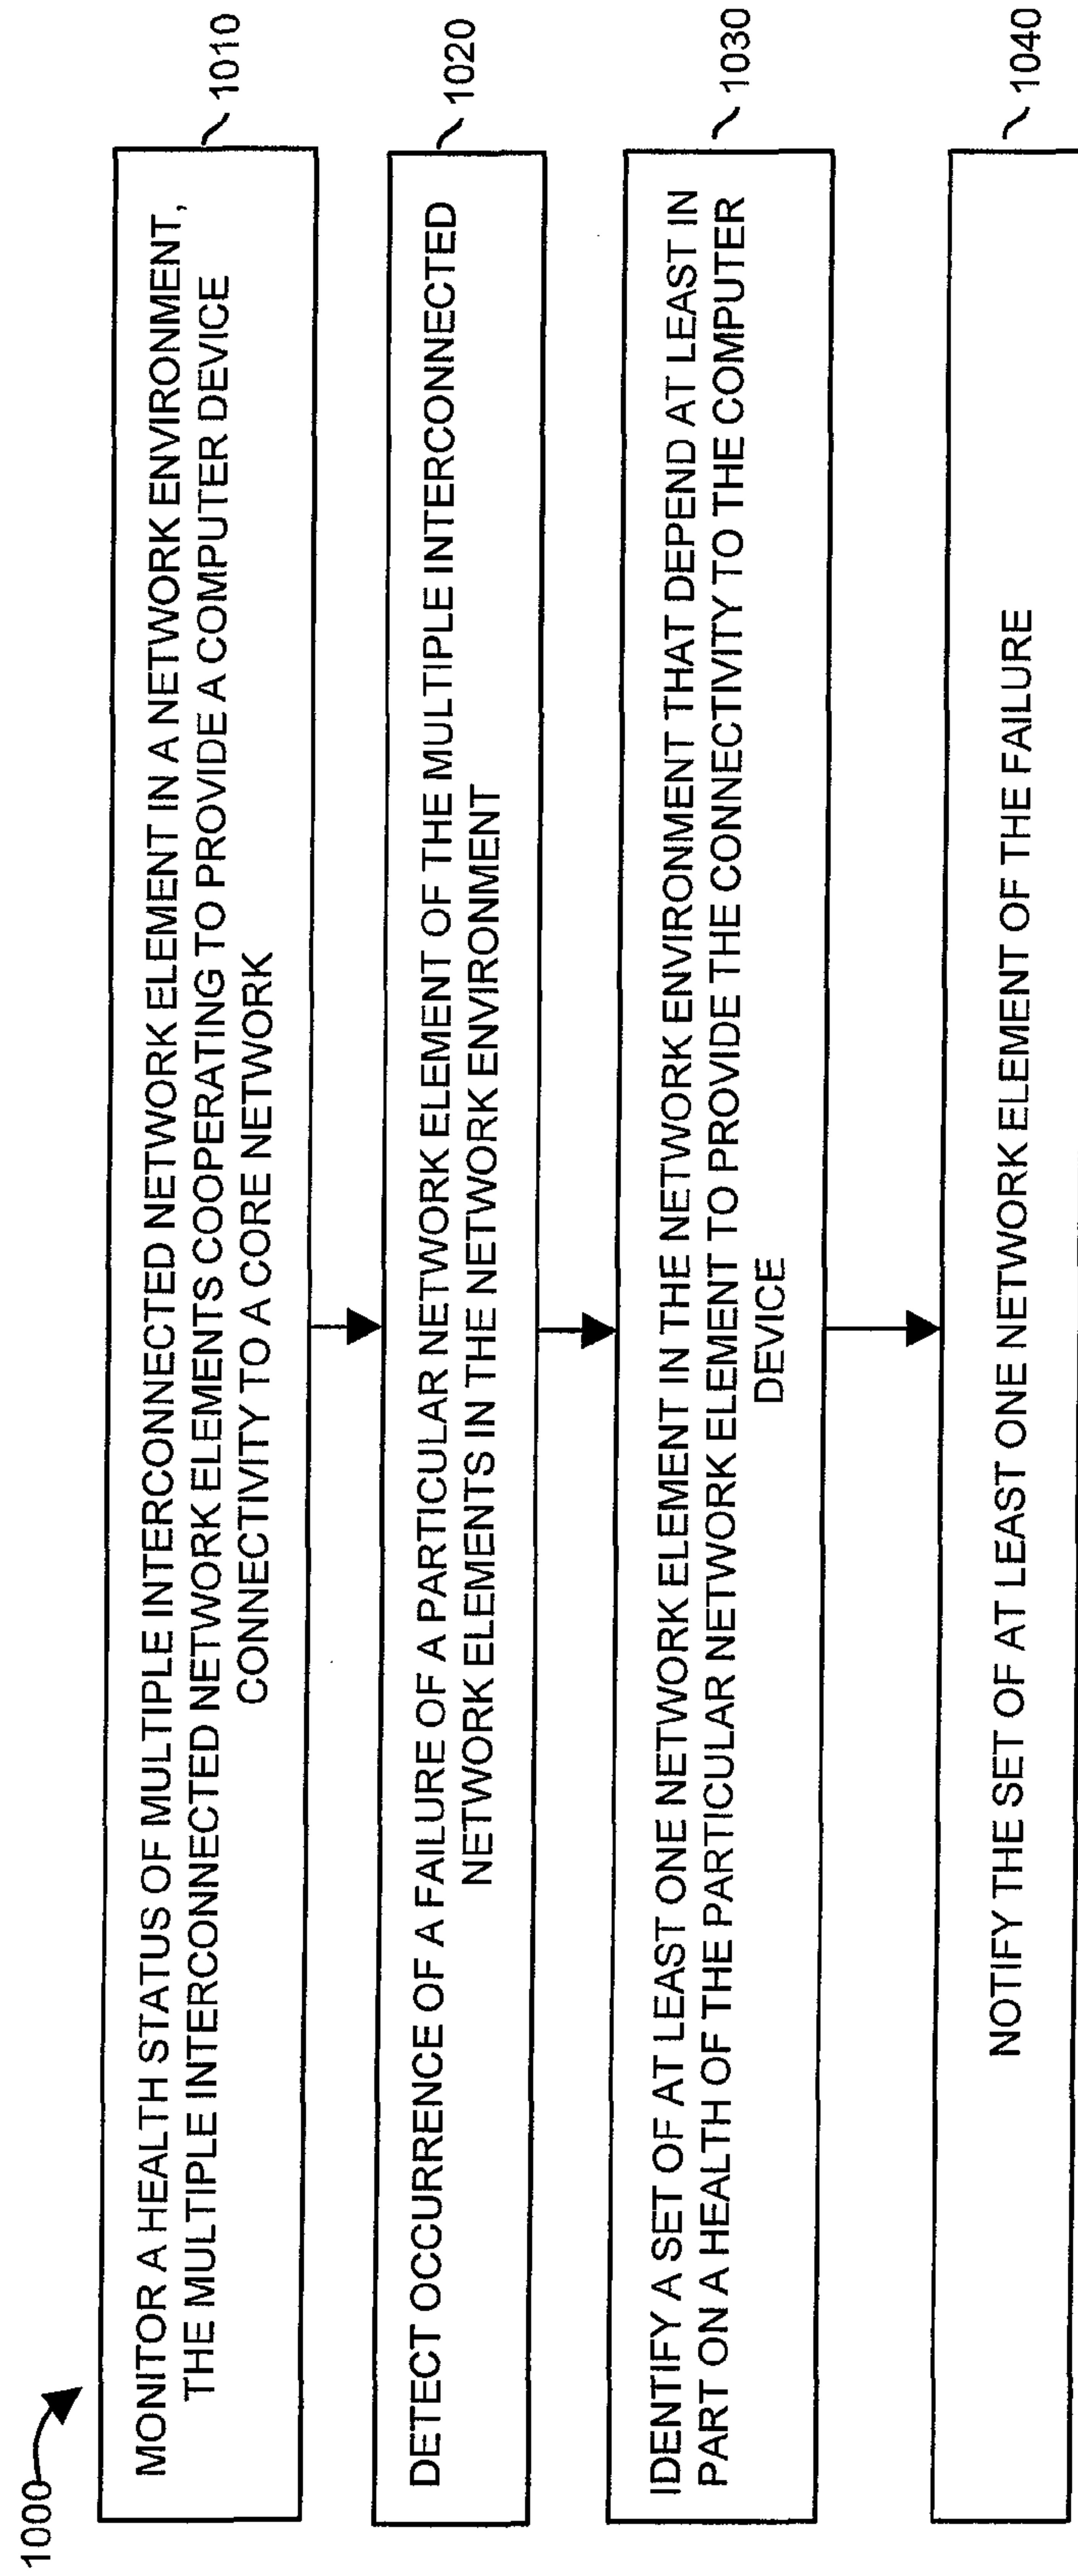 1000
MONITOR A HEALTH STATUS OF MULTIPLE INTERCONNECTED NETWORK ELEMENT IN A NETWORK ENVIRONMENT,
THE MULTIPLE INTERCONNECTED NETWORK ELEMENTS COOPERATING TO PROVIDE A COMPUTER DEVICE
CONNECTIVITY TO A CORE NETWORK
1010
DETECT OCCURRENCE OF A FAILURE OF A PARTICULAR NETWORK ELEMENT OF THE MULTIPLE INTERCONNECTED
NETWORK ELEMENTS IN THE NETWORK ENVIRONMENT
1020
IDENTIFY A SET OF AT LEAST ONE NETWORK ELEMENT IN THE NETWORK ENVIRONMENT THAT DEPEND AT LEAST IN
PART ON A HEALTH OF THE PARTICULAR NETWORK ELEMENT TO PROVIDE THE CONNECTIVITY TO THE COMPUTER
DEVICE
1030
NOTIFY THE SET OF AT LEAST ONE NETWORK ELEMENT OF THE FAILURE
1040